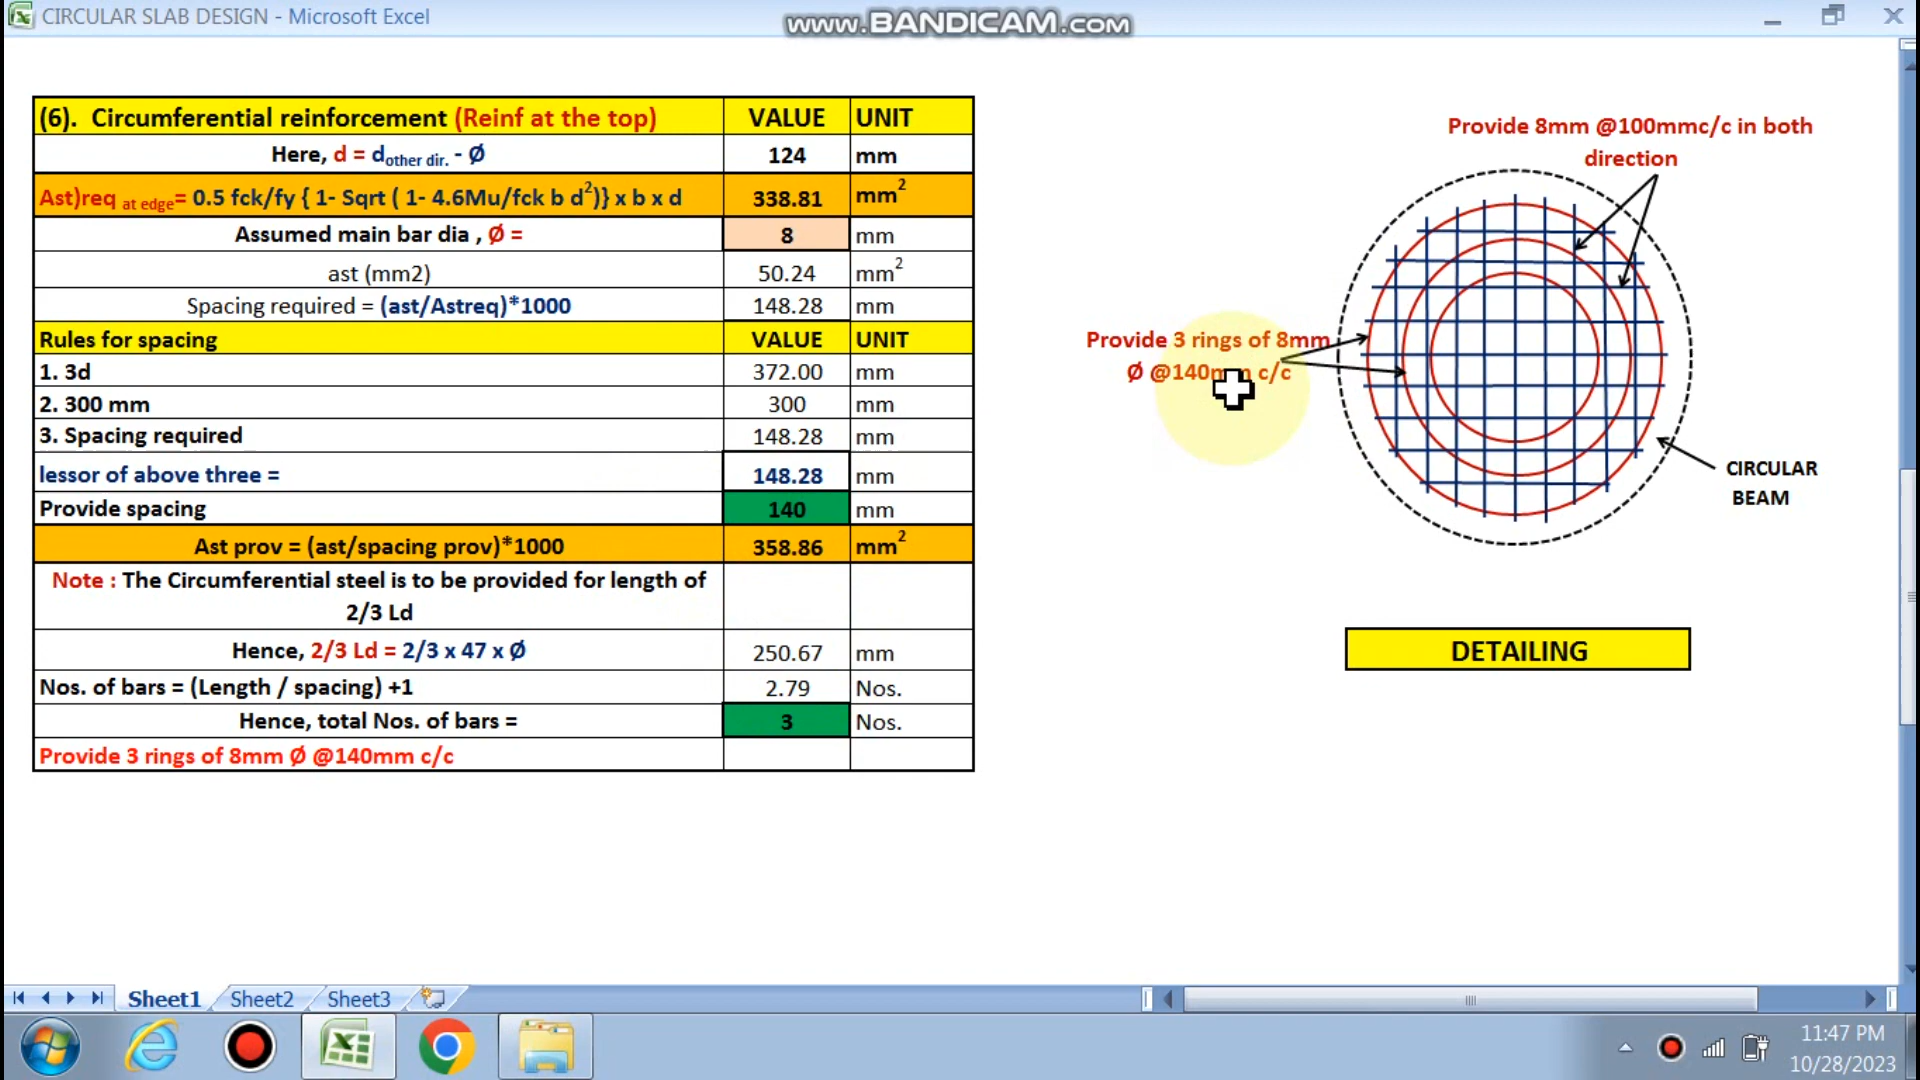 CIRCULAR SLAB DESIGN - Microsoft Excel
www.BANDICAM.com
(6). Circumferential reinforcement (Reinf at the top) VALUE UNIT
Here, d = dother dir. - Ø 124 mm
Ast)req at edge= 0.5 fck/fy { 1- Sqrt ( 1- 4.6Mu/fck b d2)} x b x d 338.81 mm2
Assumed main bar dia , Ø = 8 mm
ast (mm2) 50.24 mm2
Spacing required = (ast/Astreq)*1000 148.28 mm
Rules for spacing VALUE UNIT
1. 3d 372.00 mm
2. 300 mm 300 mm
3. Spacing required 148.28 mm
lessor of above three = 148.28 mm
Provide spacing 140 mm
Ast prov = (ast/spacing prov)*1000 358.86 mm2
Note : The Circumferential steel is to be provided for length of
2/3 Ld
Hence, 2/3 Ld = 2/3 x 47 x Ø 250.67 mm
Nos. of bars = (Length / spacing) +1 2.79 Nos.
Hence, total Nos. of bars = 3 Nos.
Provide 3 rings of 8mm Ø @140mm c/c
Provide 8mm @100mmc/c in both
direction
Provide 3 rings of 8mm
Ø @140mm c/c
CIRCULAR
BEAM
DETAILING
Sheet1 Sheet2 Sheet3
11:47 PM
10/28/2023